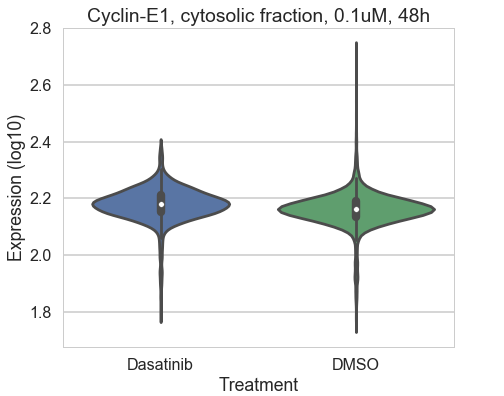 Cyclin-E1, cytosolic fraction, 0.1uM, 48h
2.8
2.6
2.4
2.2
2.0
1.8
Expression (log10)
Dasatinib
DMSO
Treatment